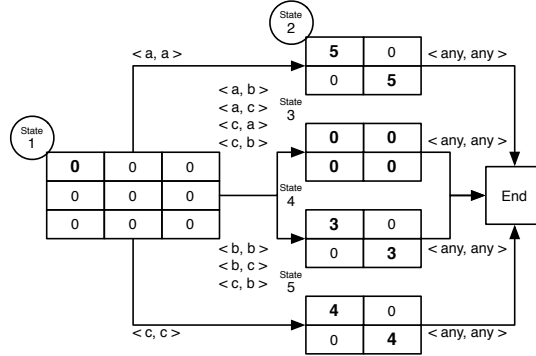 State
2
< a, a >
5 0
0 5
< any, any >
< a, b >
< a, c >
< c, a >
< c, b >
State
3
State
1
0 0 0
0 0 0
0 0 0
0 0
0 0
< any, any >
State
4
End
3 0
0 3
< any, any >
< b, b >
< b, c >
< c, b >
State
5
< c, c >
4 0
0 4
< any, any >